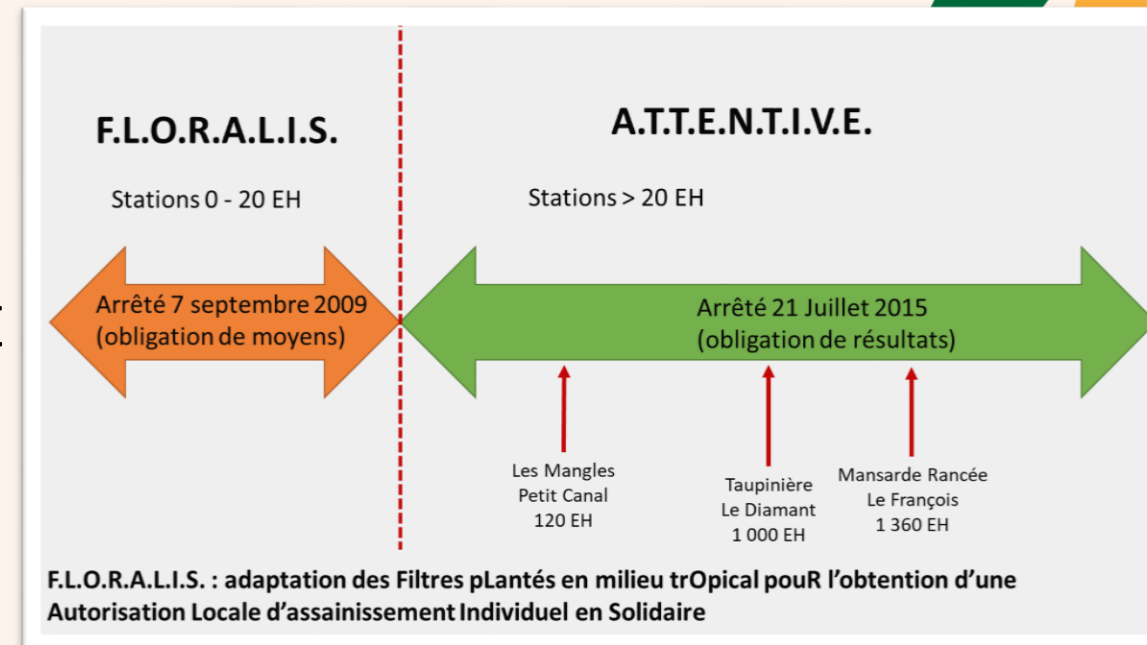 F.L.O.R.A.L.I.S.
Stations 0 - 20 EH
Arrêté 7 septembre 2009
(obligation de moyens)
A.T.T.E.N.T.I.V.E.
Stations > 20 EH
Arrêté 21 Juillet 2015
(obligation de résultats)
Les Mangles
Petit Canal
120 EH
Taupinière
Le Diamant
1 000 EH
Mansarde Rancée
Le François
1 360 EH
F.L.O.R.A.L.I.S. : adaptation des Filtres pLantés en milieu trOpical pouR l’obtention d’une
Autorisation Locale d’assainissement Individuel en Solidaire